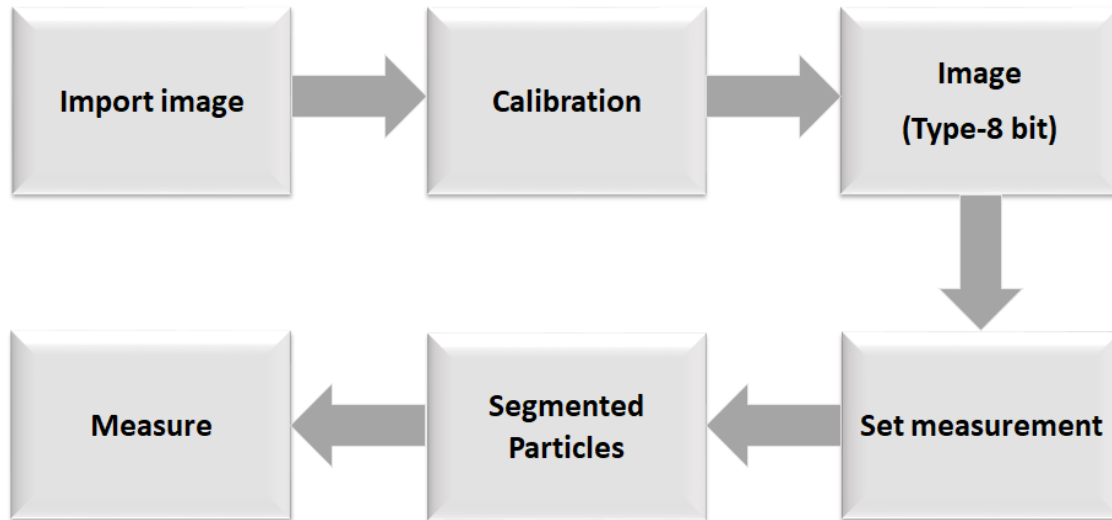 Import image
Calibration
Image
(Type-8 bit)
Set measurement
Segmented
Particles
Measure